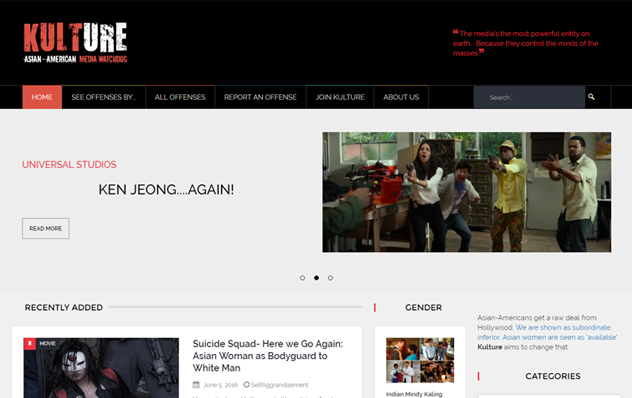 KULTURE
ASIAN-AMERICAN MEDIA WATCHDOG
" The media's the most powerful entity on
earth... Because they control the minds of the
masses "
HOME
SEE OFFENSES BY...
ALL OFFENSES
REPORT AN OFFENSE
JOIN KULTURE
ABOUT US
Search...
UNIVERSAL STUDIOS
KEN JEONG....AGAIN!
READ MORE
RECENTLY ADDED
MOVIE
Suicide Squad- Here we Go Again:
Asian Woman as Bodyguard to
White Man
June 5, 2016
SelfAggrandizement
GENDER
Indian Mindy Kaling
Asian-Americans get a raw deal from
Hollywood. We are shown as subordinate,
inferior. Asian women are seen as 'available'.
Kulture aims to change that.
CATEGORIES